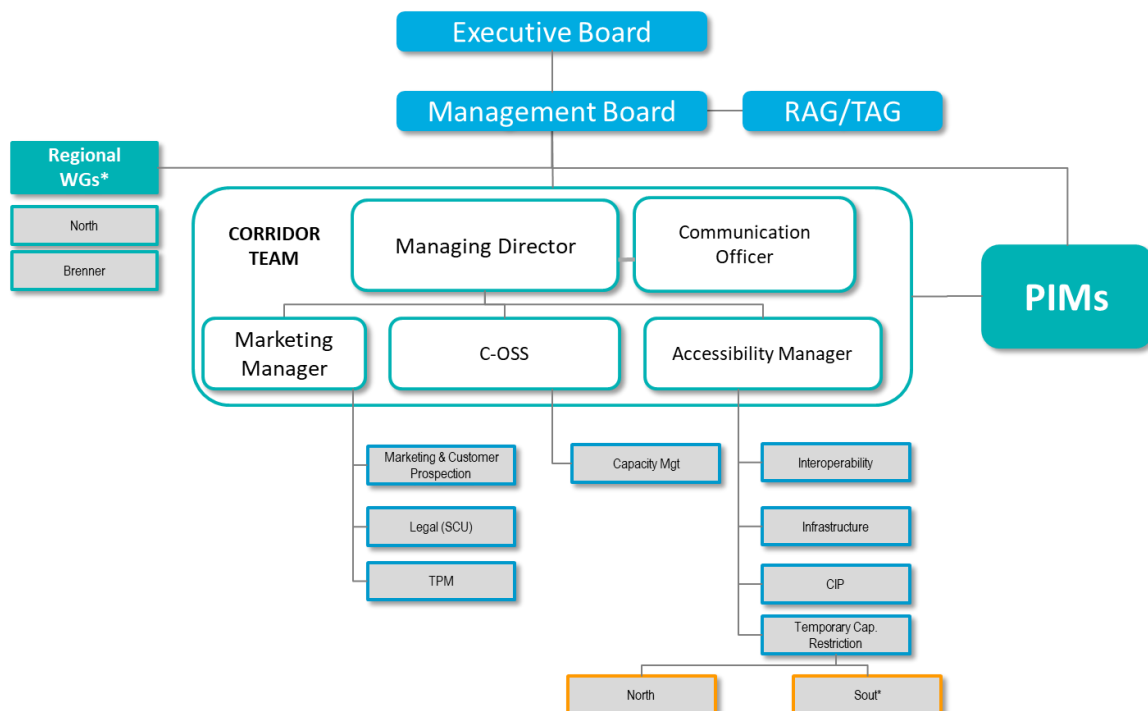 Executive Board
Management Board
RAG/TAG
Regional
WGs*
North
Brenner
CORRIDOR
TEAM
Managing Director
Communication
Officer
PIMs
Marketing
Manager
C-OSS
Accessibility Manager
Marketing & Customer
Prospection
Capacity Mgt
Interoperability
Legal (SCU)
Infrastructure
TPM
CIP
Temporary Cap.
Restriction
North
Sout*